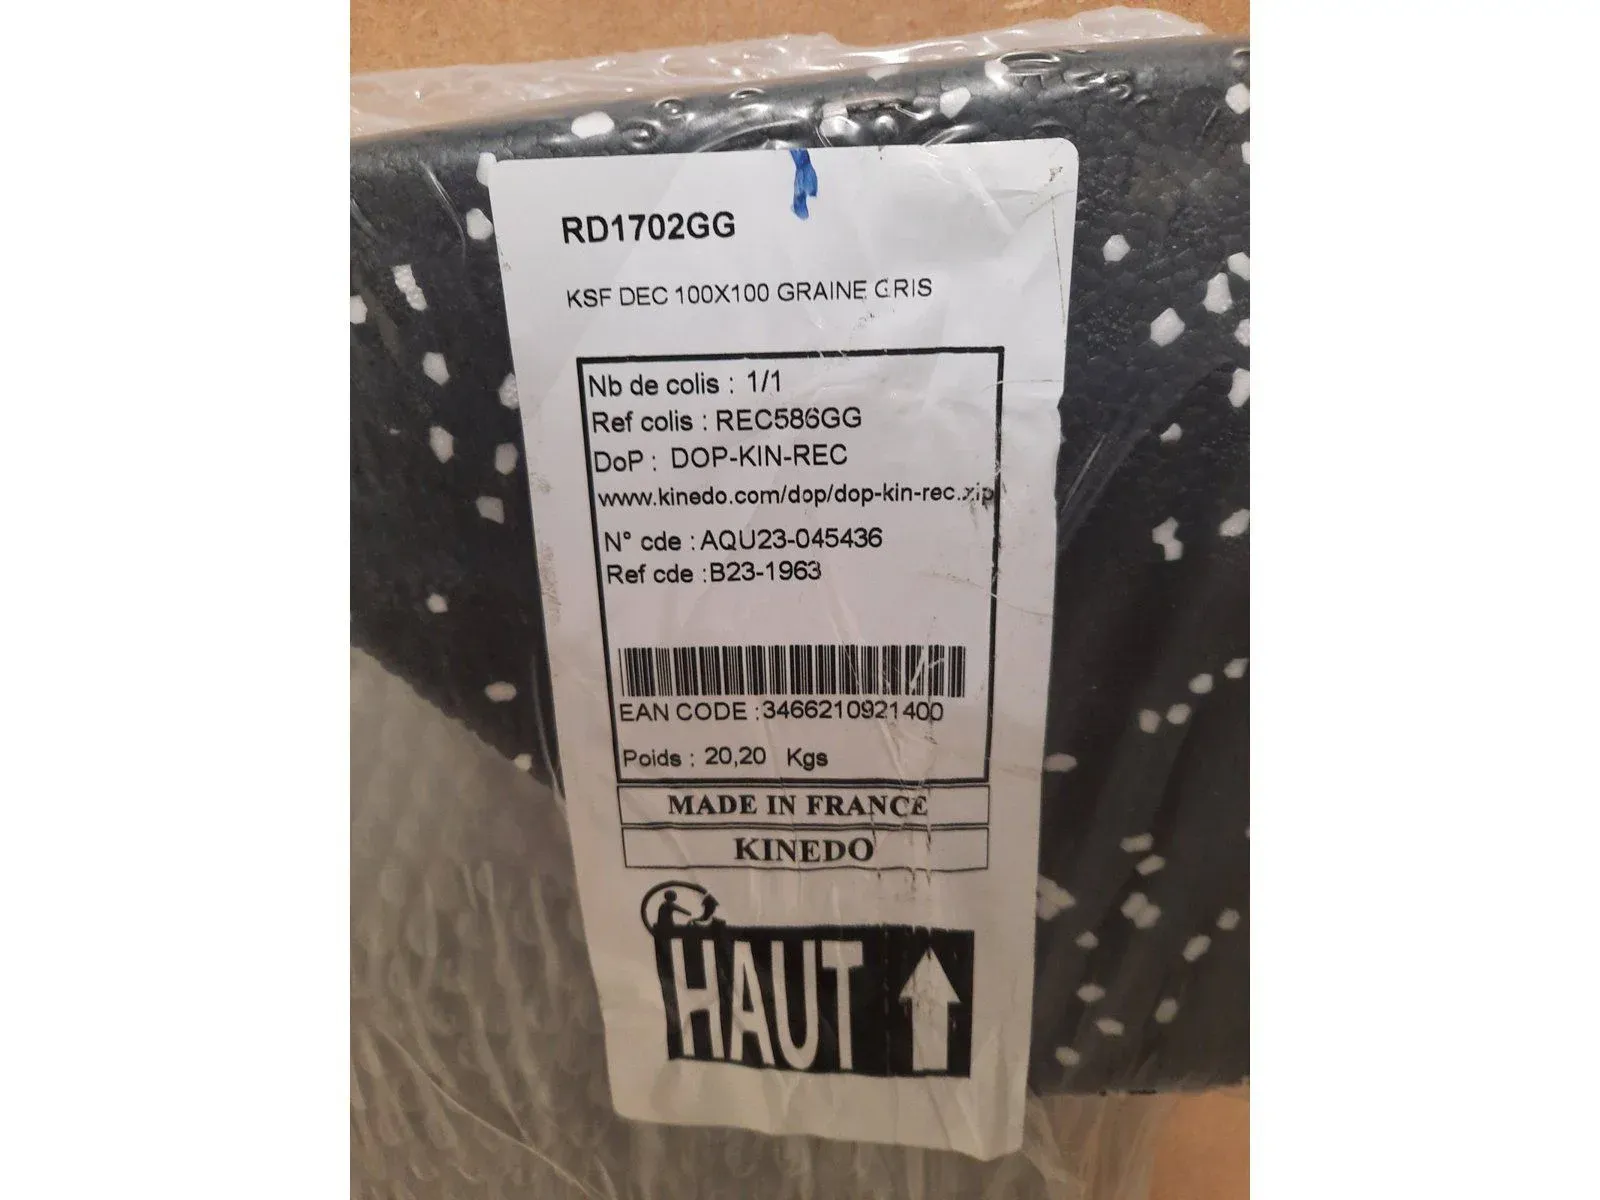 RD1702GG
KSF DEC 100X100 GRAINE GRIS
Nb de colis : 1/1
Ref colis : REC586GG
DoP : DOP-KIN-REC
www.kinedo.com/dop/dop-kin-rec.zip
N° cde : AQU23-045436
Ref cde :B23-1963
EAN CODE :3466210921400
Poids : 20,20 Kgs
MADE IN FRANCE
KINEDO
HAUT